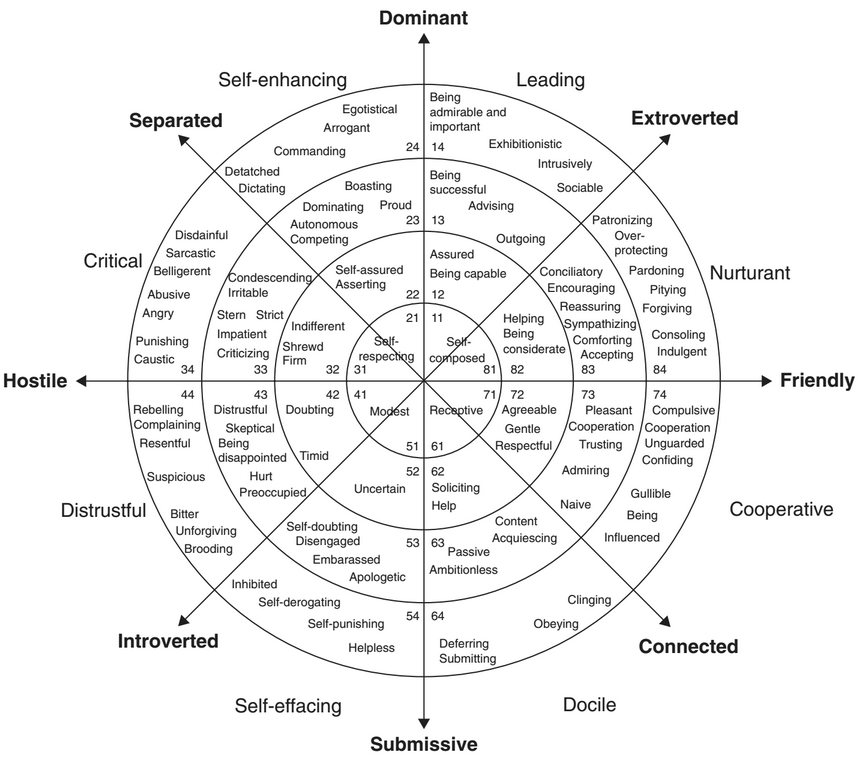 Dominant
Self-enhancing
Leading
Separated
Extroverted
Egotistical
Arrogant
Commanding
24
Detatched
Dictating
Being
admirable and
important
14
Exhibitionistic
Intrusively
Sociable
Boasting
Dominating
Proud
Autonomous
Competing
23
Being
successful
13
Advising
Outgoing
Critical
Disdainful
Sarcastic
Belligerent
Abusive
Angry
Punishing
Caustic
34
Condescending
Irritable
Stern Strict
Impatient
Criticizing
33
Self-assured
Asserting
22
Assured
Being capable
12
Indifferent
Shrewd
Firm
32
21
Self-
respecting
31
11
Self-
composed
81
Helping
Being
considerate
82
Conciliatory
Encouraging
Reassuring
Sympathizing
Comforting
Accepting
83
Patronizing
Over-
protecting
Pardoning
Pitying
Forgiving
Consoling
Indulgent
84
Nurturant
Hostile
Friendly
44
Rebelling
Complaining
Resentful
Suspicious
Bitter
Unforgiving
Brooding
Distrustful
43
Distrustful
Skeptical
Being
disappointed
Hurt
Preoccupied
42
Doubting
Timid
41
Modest
51
71
Receptive
61
72
Agreeable
Gentle
Respectful
73
Pleasant
Cooperation
Trusting
Admiring
Naive
74
Compulsive
Cooperation
Unguarded
Confiding
Gullible
Being
Influenced
Cooperative
52
Uncertain
62
Soliciting
Help
Self-doubting
Disengaged
53
Embarassed
Apologetic
63
Content
Acquiescing
Passive
Ambitionless
Inhibited
Self-derogating
Self-punishing
54
Helpless
64
Clinging
Obeying
Deferring
Submitting
Introverted
Connected
Self-effacing
Docile
Submissive